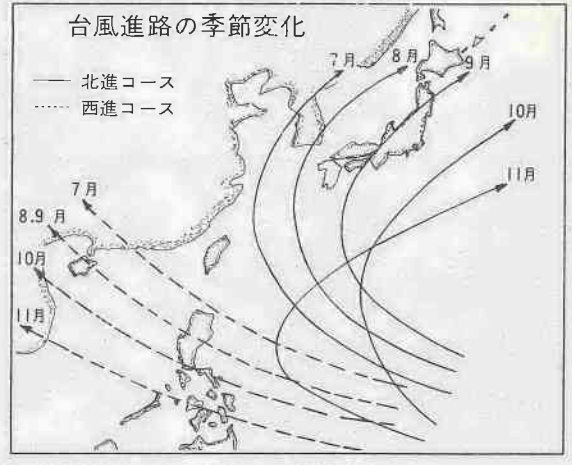 台風進路の季節変化
北進コース
西進コース
7月
8月
9月
10月
11月
7月
8.9月
10月
11月